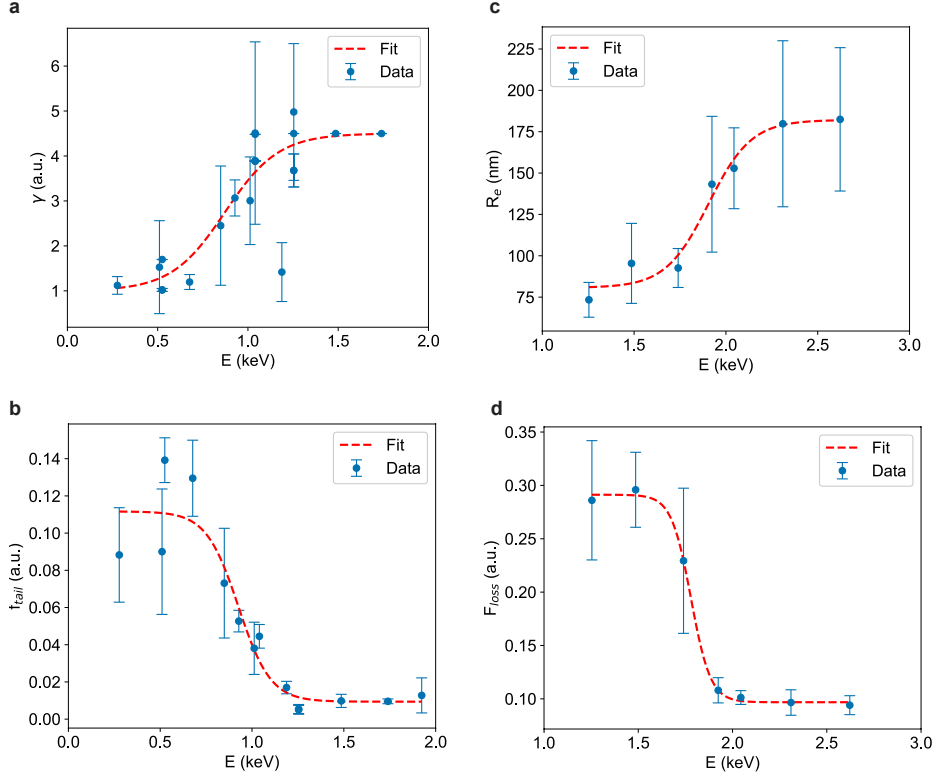 a
γ (a.u.)
6
5
4
3
2
1
0.0 0.5 1.0 1.5 2.0
E (keV)
Fit
Data
c
R_e (nm)
225
200
175
150
125
100
75
1.0 1.5 2.0 2.5 3.0
E (keV)
Fit
Data
b
f_tail (a.u.)
0.14
0.12
0.10
0.08
0.06
0.04
0.02
0.00
0.0 0.5 1.0 1.5 2.0
E (keV)
Fit
Data
d
F_loss (a.u.)
0.35
0.30
0.25
0.20
0.15
0.10
1.0 1.5 2.0 2.5 3.0
E (keV)
Fit
Data